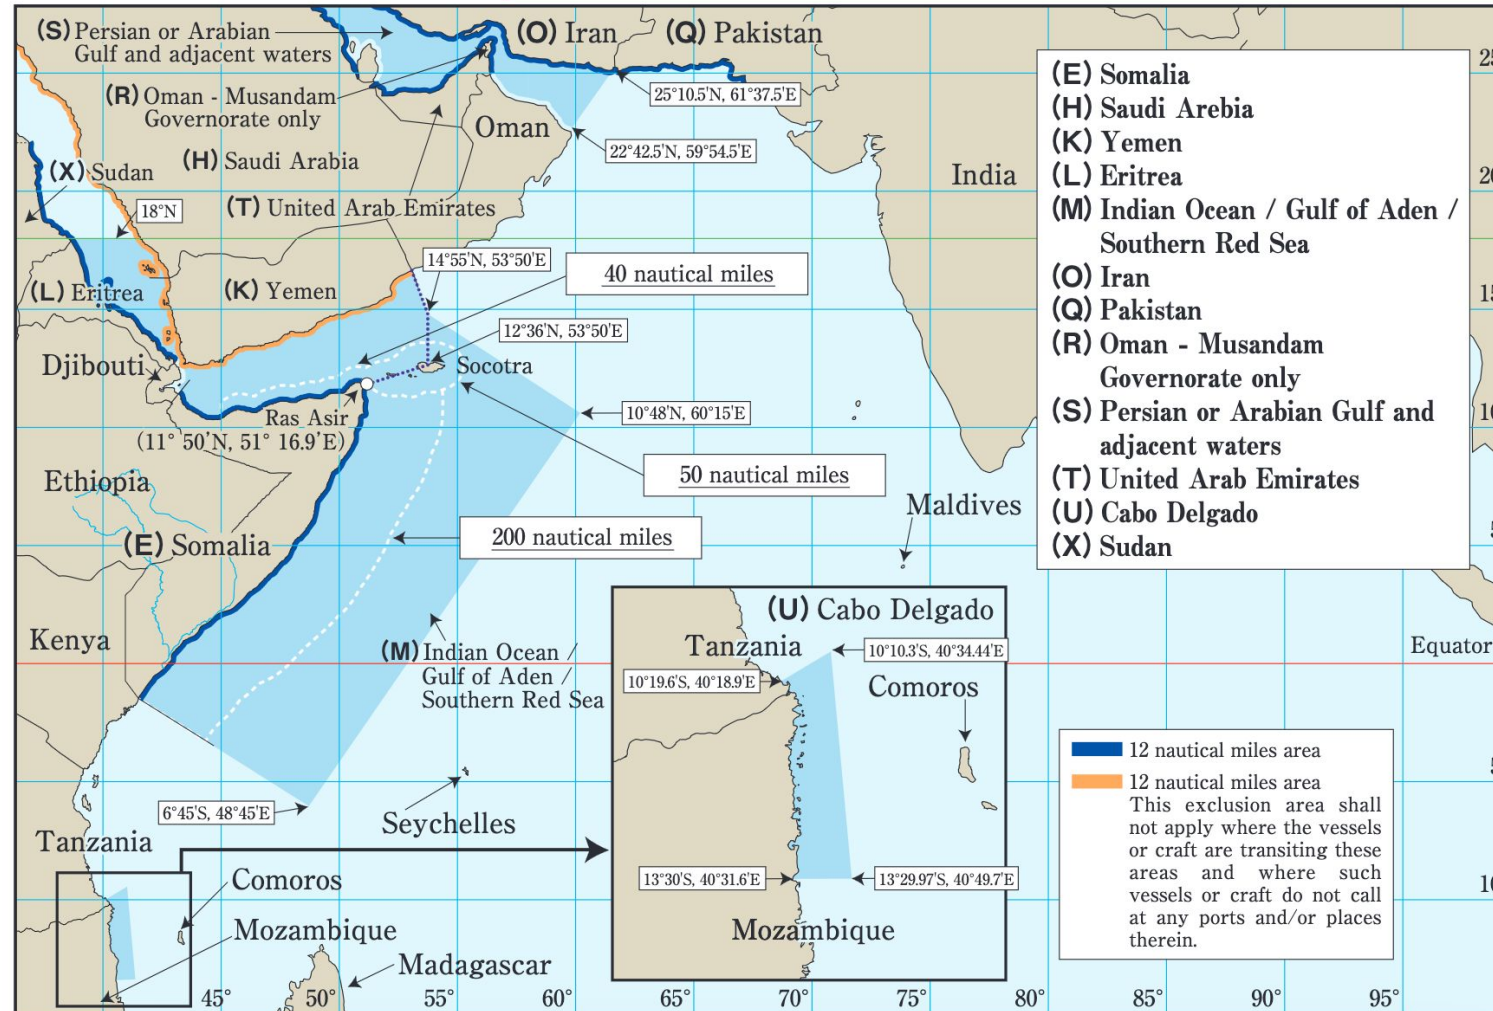 (S) Persian or Arabian
Gulf and adjacent waters
(O) Iran
(Q) Pakistan
(R) Oman - Musandam
Governorate only
Oman
25°10.5'N, 61°37.5'E
22°42.5'N, 59°54.5'E
(X) Sudan
(H) Saudi Arabia
India
18°N
(T) United Arab Emirates
14°55'N, 53°50'E
40 nautical miles
(L) Eritrea
(K) Yemen
12°36'N, 53°50'E
Djibouti
Socotra
Ras Asir
(11° 50'N, 51° 16.9'E)
10°48'N, 60°15'E
50 nautical miles
Ethiopia
Maldives
(E) Somalia
200 nautical miles
Kenya
(M) Indian Ocean /
Gulf of Aden /
Southern Red Sea
Equator
6°45'S, 48°45'E
Seychelles
Tanzania
Comoros
Mozambique
Madagascar
45°
50°
55°
60°
65°
70°
75°
80°
85°
90°
95°
(U) Cabo Delgado
Tanzania
10°10.3'S, 40°34.44'E
10°19.6'S, 40°18.9'E
Comoros
13°30'S, 40°31.6'E
13°29.97'S, 40°49.7'E
Mozambique
(E) Somalia
(H) Saudi Arebia
(K) Yemen
(L) Eritrea
(M) Indian Ocean / Gulf of Aden /
Southern Red Sea
(O) Iran
(Q) Pakistan
(R) Oman - Musandam
Governorate only
(S) Persian or Arabian Gulf and
adjacent waters
(T) United Arab Emirates
(U) Cabo Delgado
(X) Sudan
12 nautical miles area
12 nautical miles area
This exclusion area shall
not apply where the vessels
or craft are transiting these
areas and where such
vessels or craft do not call
at any ports and/or places
therein.